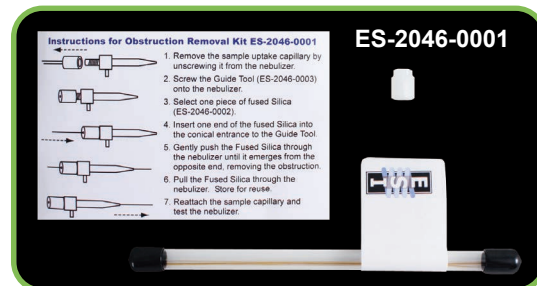 Instructions for Obstruction Removal Kit ES-2046-0001
1. Remove the sample uptake capillary by
unscrewing it from the nebulizer.
2. Screw the Guide Tool (ES-2046-0003)
onto the nebulizer.
3. Select one piece of fused Silica
(ES-2046-0002).
4. Insert one end of the fused Silica into
the conical entrance to the Guide Tool.
5. Gently push the Fused Silica through
the nebulizer until it emerges from the
opposite end, removing the obstruction.
6. Pull the Fused Silica through the
nebulizer. Store for reuse.
7. Reattach the sample capillary and
test the nebulizer.
ES-2046-0001
ESI